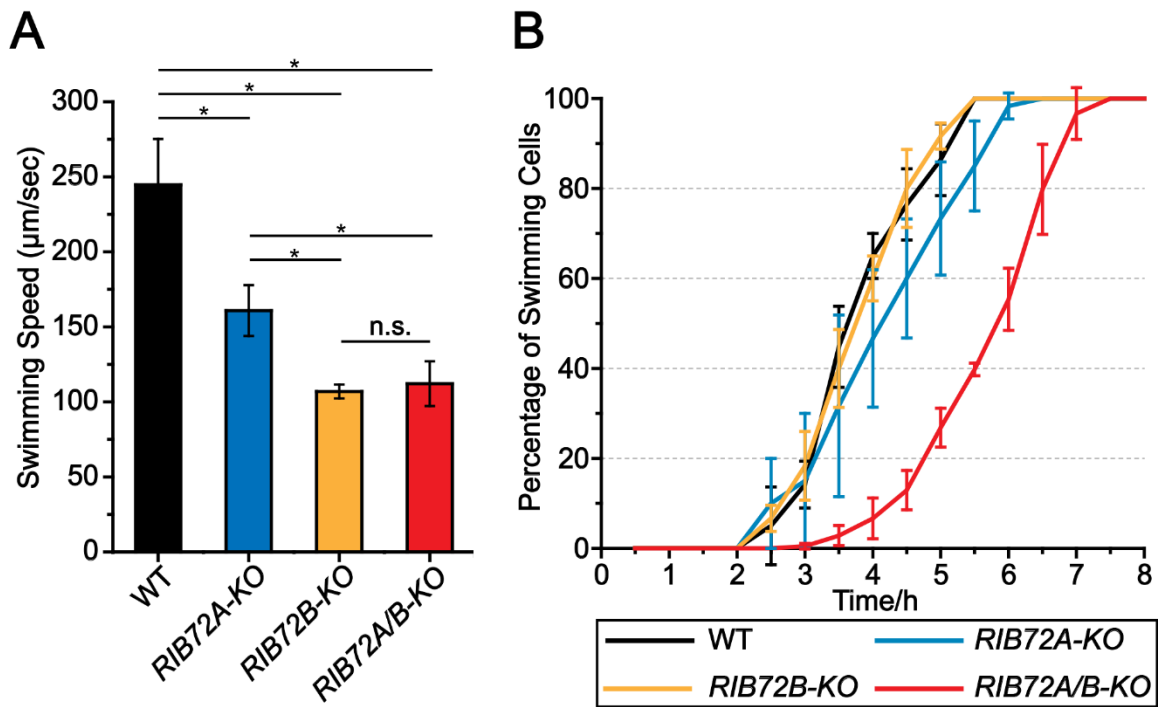 A
*
*
*
*
*
n.s.
Swimming Speed (µm/sec)
300
250
200
150
100
50
0
WT
RIB72A-KO
RIB72B-KO
RIB72A/B-KO
B
Percentage of Swimming Cells
100
80
60
40
20
0
0 1 2 3 4 5 6 7 8
Time/h
WT RIB72A-KO
RIB72B-KO RIB72A/B-KO